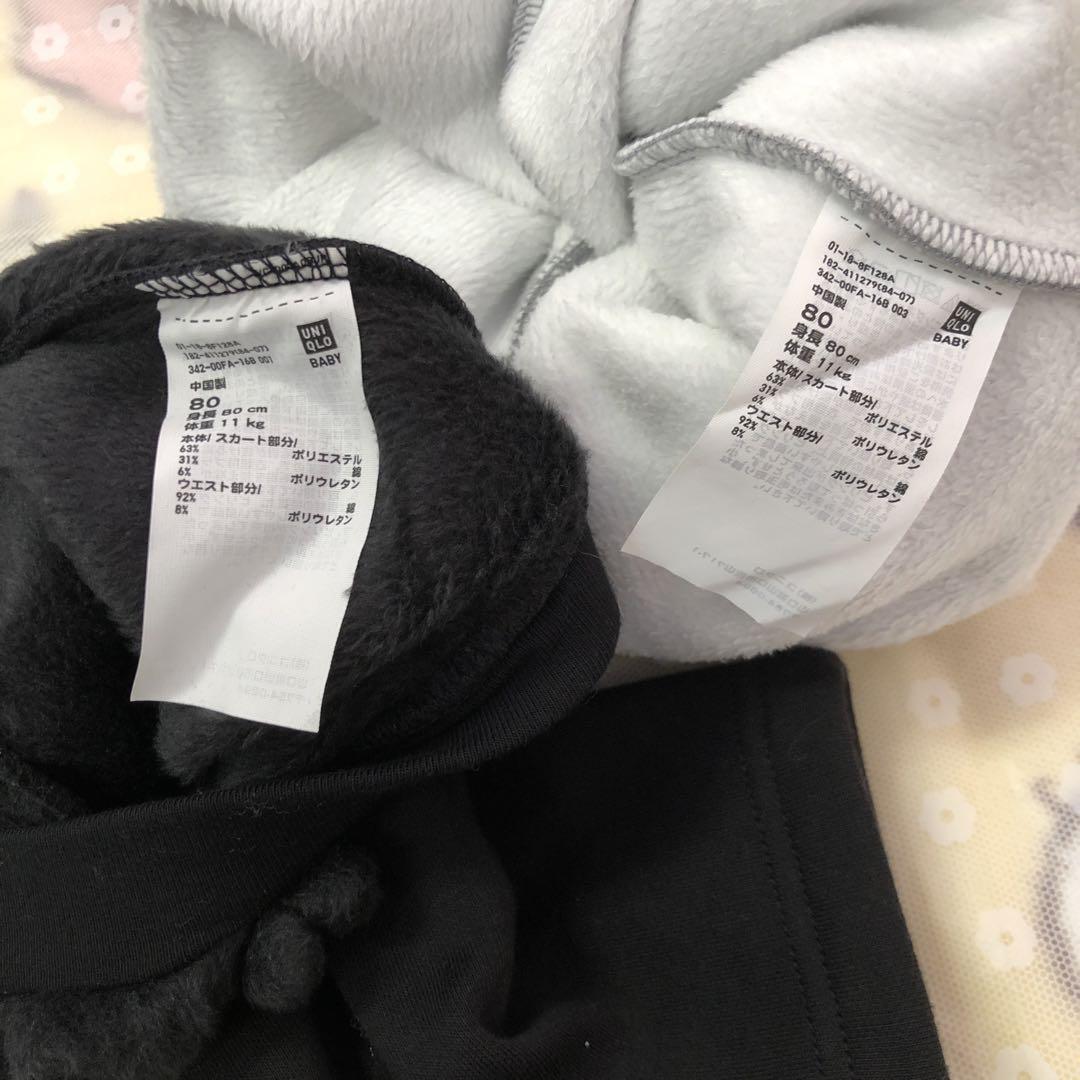 01-18-8F128A
182-411279(84-07)
342-00FA-16B 001
UNI
QLO
BABY
中国製
80
身長 80 cm
体重 11 kg
本体/ スカート部分/
63% ポリエステル
31% 綿
6% ポリウレタン
ウエスト部分/
92% 綿
8% ポリウレタン
01-18-8F128A
182-411279(84-07)
342-00FA-16B 003
UNI
QLO
BABY
中国製
80
身長 80 cm
体重 11 kg
本体/ スカート部分/
63% ポリエステル
31% 綿
6% ポリウレタン
ウエスト部分/
92% 綿
8% ポリウレタン